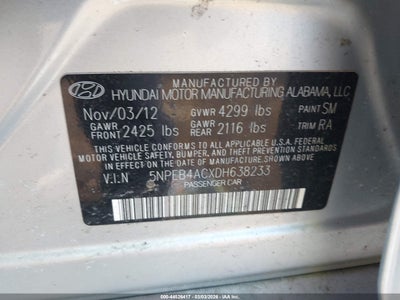 HYUNDAI MOTOR MANUFACTURING ALABAMA, LLC
Nov/03/12 GVWR 4299 lbs PAINT SM
GAWR FRONT 2425 lbs GAWR REAR 2116 lbs TRIM RA
THIS VEHICLE CONFORMS TO ALL APPLICABLE U.S.A. FEDERAL
MOTOR VEHICLE SAFETY, BUMPER, AND THEFT PREVENTION
STANDARDS IN EFFECT ON THE DATE OF MANUFACTURE SHOWN ABOVE.
V.I.N 5NPEB4ACXDH638233
PASSENGER CAR